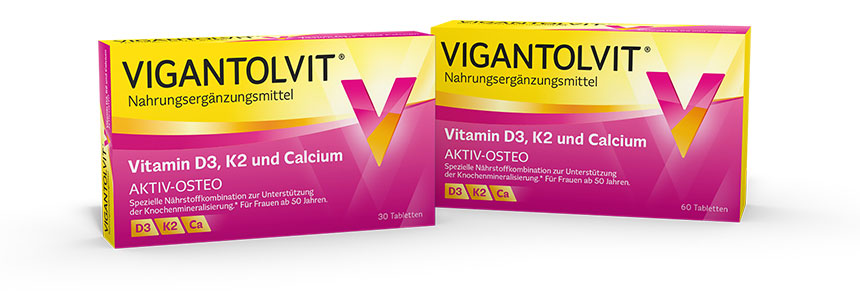 VIGANTOLVIT®
Nahrungsergänzungsmittel
Vitamin D3, K2 und Calcium
AKTIV-OSTEO
Spezielle Nährstoffkombination zur Unterstützung
der Knochenmineralisierung.* Für Frauen ab 50 Jahren.
D3 K2 Ca
30 Tabletten
VIGANTOLVIT
VIGANTOLVIT®
Nahrungsergänzungsmittel
Vitamin D3, K2 und Calcium
AKTIV-OSTEO
Spezielle Nährstoffkombination zur Unterstützung
der Knochenmineralisierung.* Für Frauen ab 50 Jahren.
D3 K2 Ca
60 Tabletten